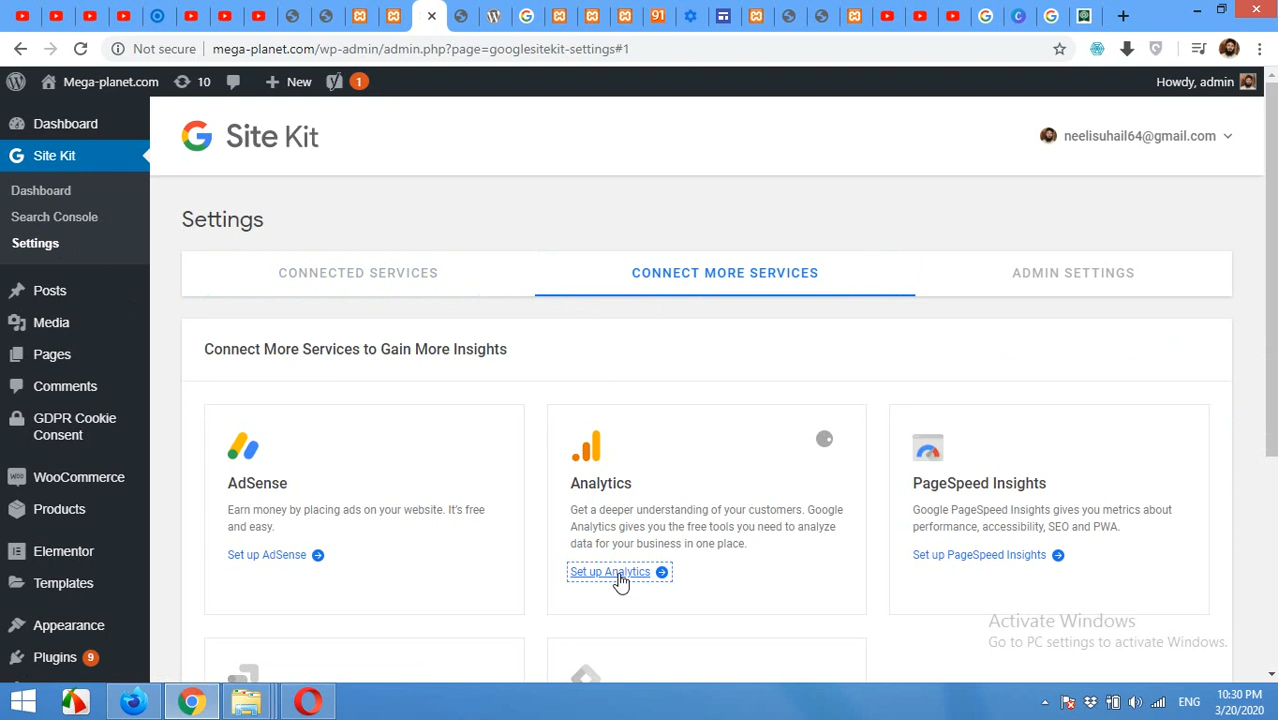 91
Not secure
mega-planet.com/wp-admin/admin.php?page=googlesitekit-settings#1
Mega-planet.com
10
New
1
Howdy, admin
Dashboard
Site Kit
Dashboard
Search Console
Settings
Posts
Media
Pages
Comments
GDPR Cookie
Consent
WooCommerce
Products
Elementor
Templates
Appearance
Plugins 9
Site Kit
neelisuhail64@gmail.com
Settings
CONNECTED SERVICES
CONNECT MORE SERVICES
ADMIN SETTINGS
Connect More Services to Gain More Insights
AdSense
Earn money by placing ads on your website. It's free
and easy.
Set up AdSense
Analytics
Get a deeper understanding of your customers. Google
Analytics gives you the free tools you need to analyze
data for your business in one place.
Set up Analytics
PageSpeed Insights
Google PageSpeed Insights gives you metrics about
performance, accessibility, SEO and PWA.
Set up PageSpeed Insights
Activate Windows
Go to PC settings to activate Windows.
ENG
10:30 PM
3/20/2020